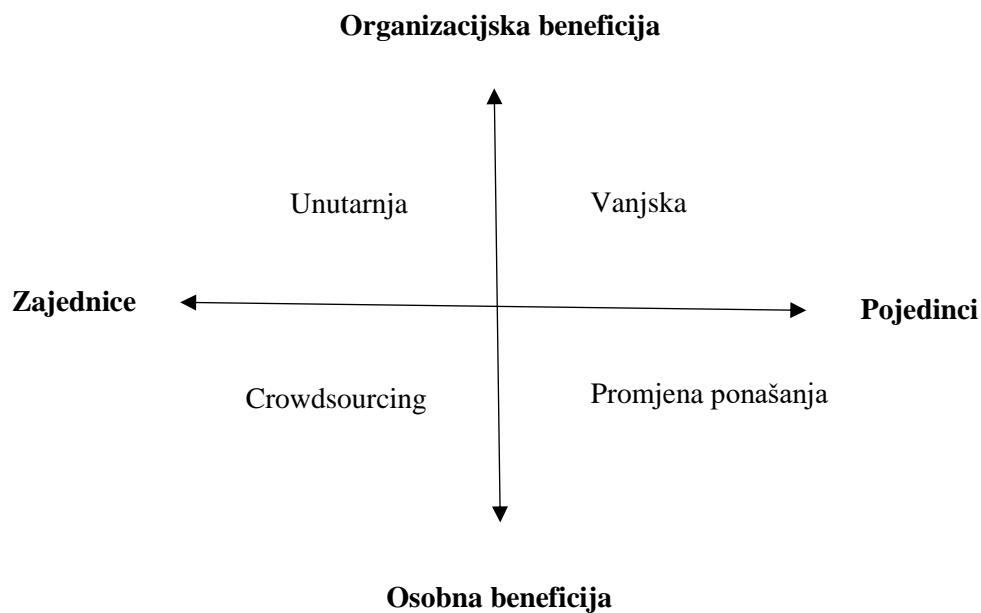 Organizacijska beneficija
Unutarnja
Vanjska
Zajednice
Pojedinci
Crowdsourcing
Promjena ponašanja
Osobna beneficija